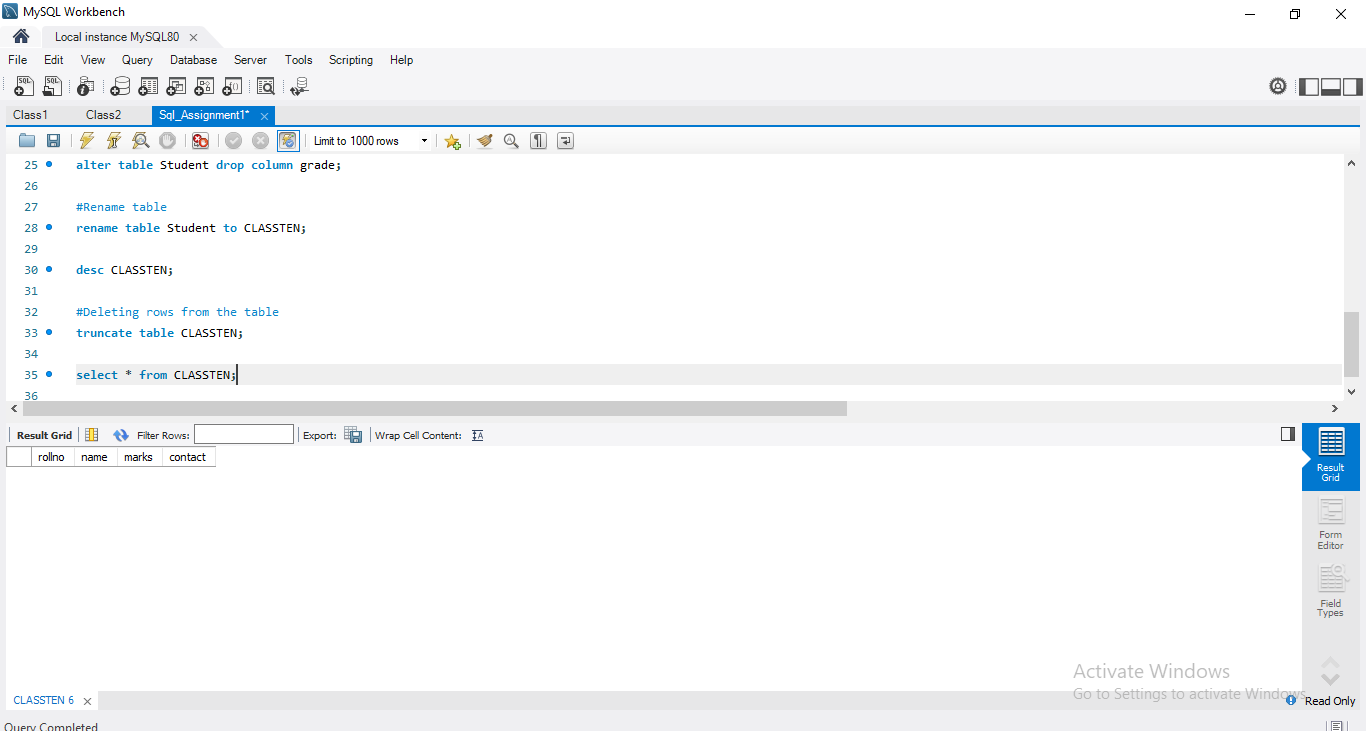 MySQL Workbench
Local instance MySQL80
File Edit View Query Database Server Tools Scripting Help
Class1 Class2 Sql_Assignment1*
Limit to 1000 rows
25 alter table Student drop column grade;
26
27 #Rename table
28 rename table Student to CLASSTEN;
29
30 desc CLASSTEN;
31
32 #Deleting rows from the table
33 truncate table CLASSTEN;
34
35 select * from CLASSTEN;
36
Result Grid Filter Rows: Export: Wrap Cell Content:
rollno name marks contact
Result
Grid
Form
Editor
Field
Types
Activate Windows
Go to Settings to activate Windows
CLASSTEN 6 Read Only
Query Completed